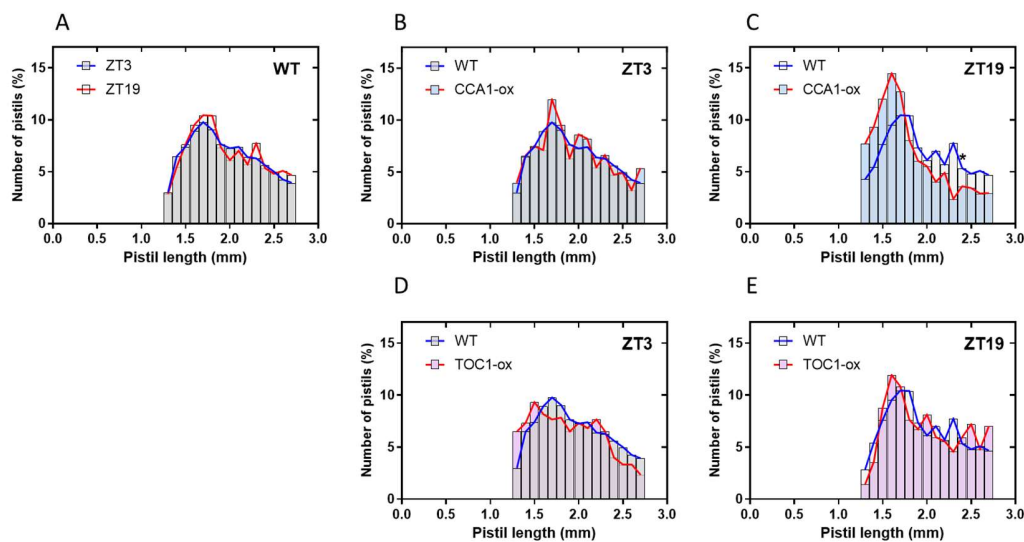 A
Number of pistils (%)
15
10
5
0
ZT3
ZT19
WT
0.0 0.5 1.0 1.5 2.0 2.5 3.0
Pistil length (mm)
B
Number of pistils (%)
15
10
5
0
WT
CCA1-ox
ZT3
0.0 0.5 1.0 1.5 2.0 2.5 3.0
Pistil length (mm)
C
Number of pistils (%)
15
10
5
0
WT
CCA1-ox
ZT19
*
0.0 0.5 1.0 1.5 2.0 2.5 3.0
Pistil length (mm)
D
Number of pistils (%)
15
10
5
0
WT
TOC1-ox
ZT3
0.0 0.5 1.0 1.5 2.0 2.5 3.0
Pistil length (mm)
E
Number of pistils (%)
15
10
5
0
WT
TOC1-ox
ZT19
0.0 0.5 1.0 1.5 2.0 2.5 3.0
Pistil length (mm)